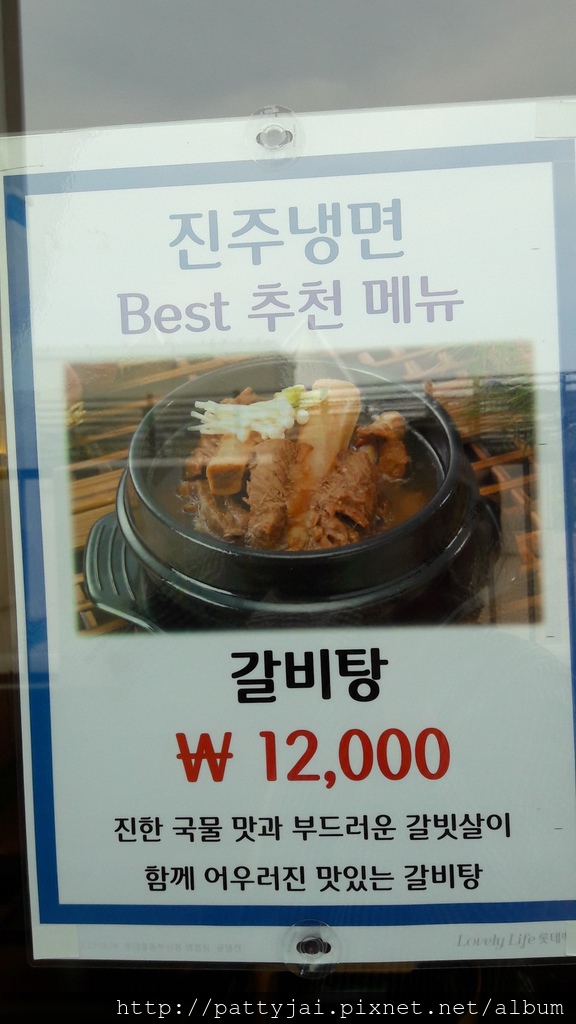 진주냉면
Best 추천 메뉴
갈비탕
₩ 12,000
진한 국물 맛과 부드러운 갈빗살이
함께 어우러진 맛있는 갈비탕
Lovely Life 롯데
http://pattyjai.pixnet.net/album